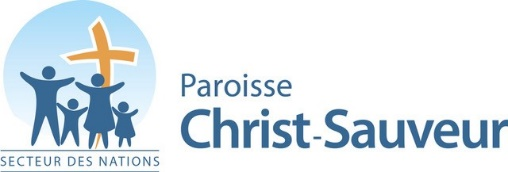 Paroisse
Christ-Sauveur
SECTEUR DES NATIONS